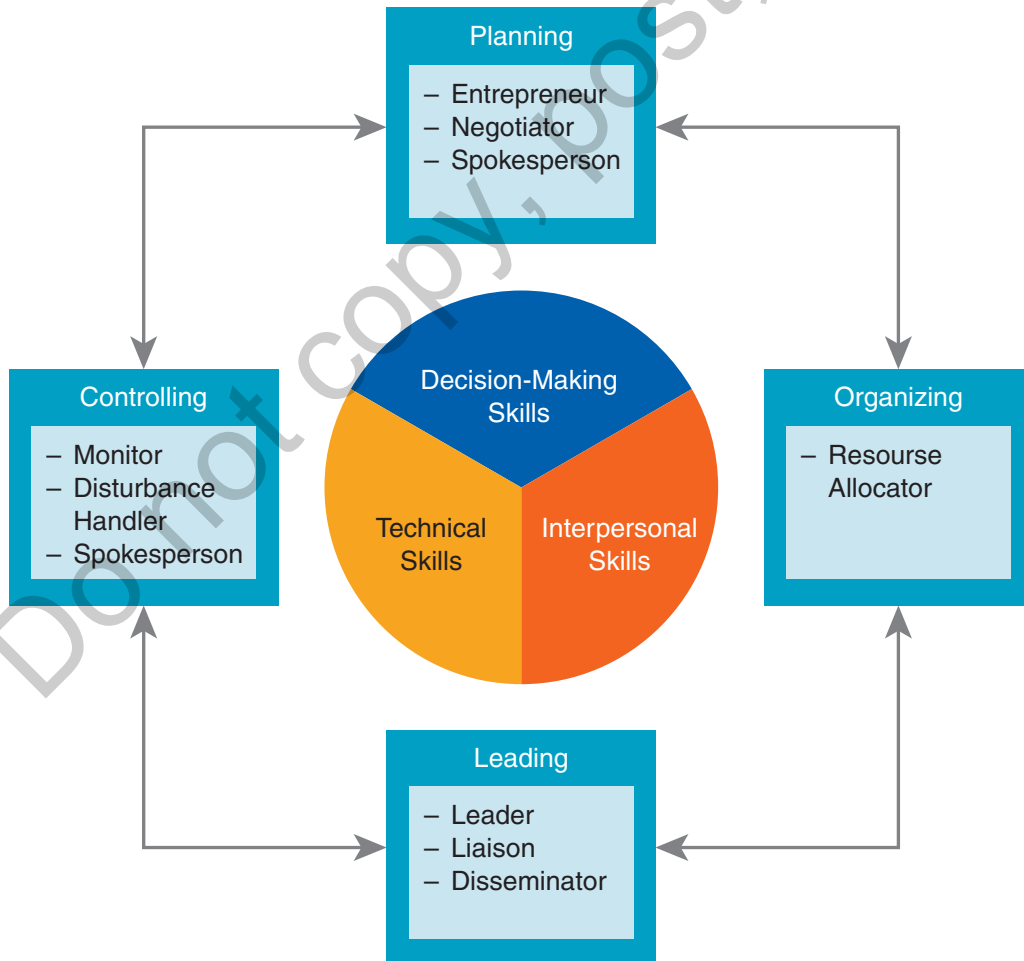 Planning
– Entrepreneur
– Negotiator
– Spokesperson
Controlling
– Monitor
– Disturbance
Handler
– Spokesperson
Decision-Making
Skills
Technical
Skills
Interpersonal
Skills
Organizing
– Resourse
Allocator
Leading
– Leader
– Liaison
– Disseminator
Do not copy, post,